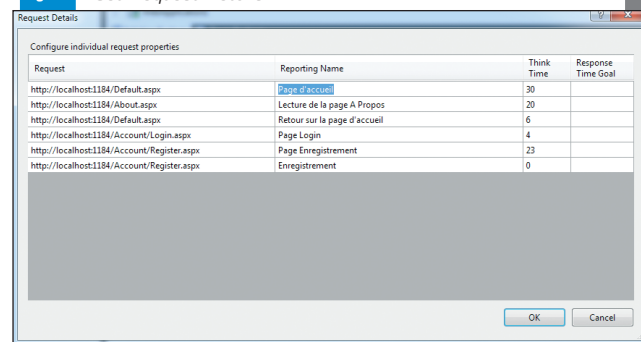 Request Details
Configure individual request properties
Request Reporting Name Think Time Response Time Goal
http://localhost:1184/Default.aspx Page d'accueil 30
http://localhost:1184/About.aspx Lecture de la page A Propos 20
http://localhost:1184/Default.aspx Retour sur la page d'accueil 6
http://localhost:1184/Account/Login.aspx Page Login 4
http://localhost:1184/Account/Register.aspx Page Enregistrement 23
http://localhost:1184/Account/Register.aspx Enregistrement 0
OK Cancel